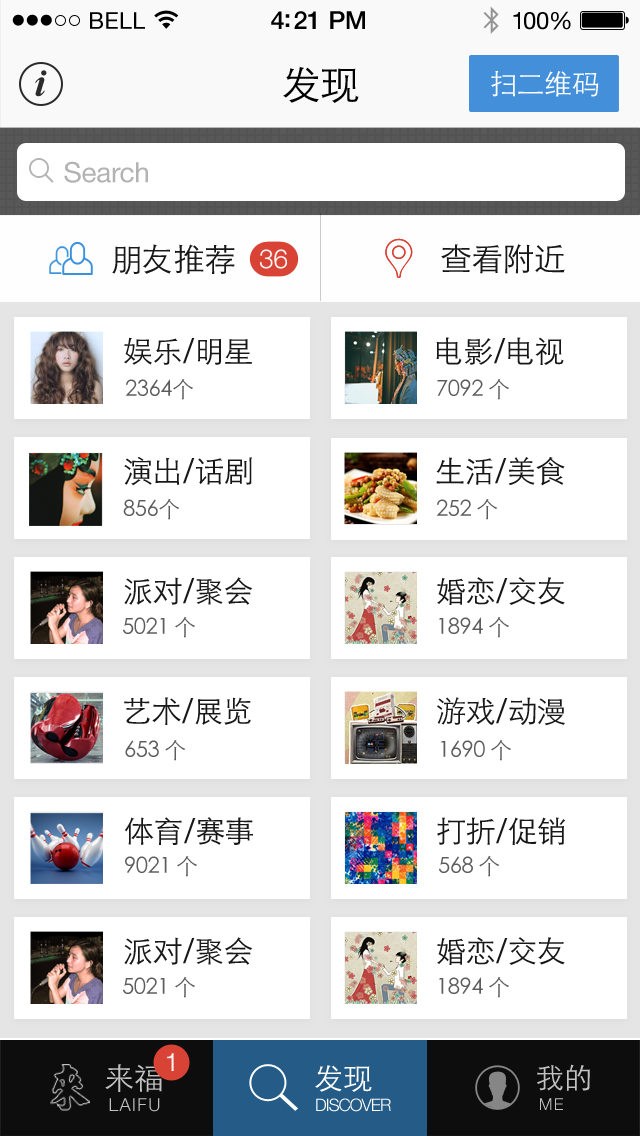 BELL 4:21 PM 100%
i 发现 扫二维码
Search
朋友推荐 36 查看附近
娱乐/明星 电影/电视
2364个 7092 个
演出/话剧 生活/美食
856个 252 个
派对/聚会 婚恋/交友
5021 个 1894 个
艺术/展览 游戏/动漫
653 个 1690 个
体育/赛事 打折/促销
9021 个 568 个
派对/聚会 婚恋/交友
5021 个 1894 个
来福 1 发现 我的
LAIFU DISCOVER ME